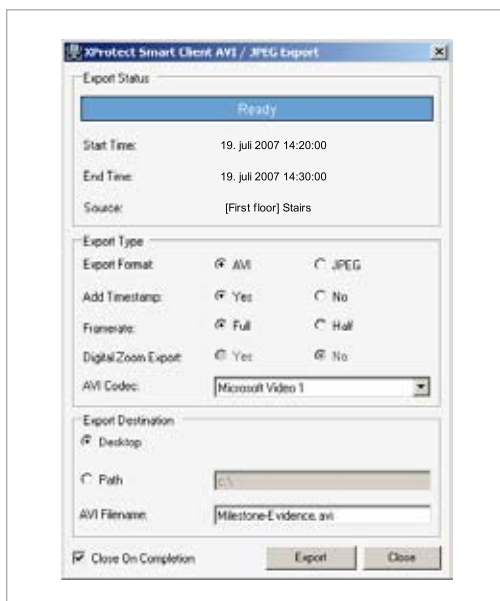 XProtect Smart Client AVI / JPEG Export
Export Status
Ready
Start Time: 19. juli 2007 14:20:00
End Time: 19. juli 2007 14:30:00
Source: [First floor] Stairs
Export Type
Export Format: AVI JPEG
Add Timestamp: Yes No
Framerate: Full Half
Digital Zoom Export: Yes No
AVI Codec: Microsoft Video 1
Export Destination
Desktop
Path c:\
AVI Filename: Milestone-Evidence.avi
Close On Completion Export Close